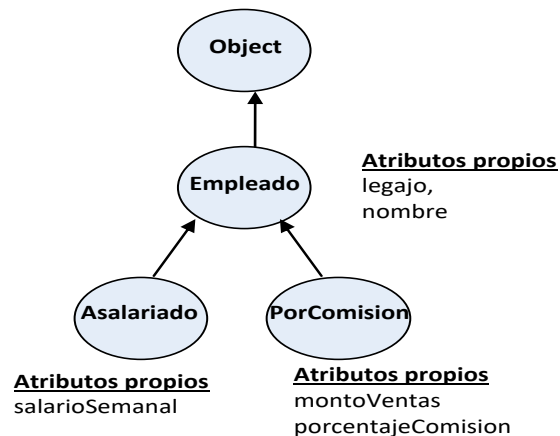 Object
Atributos propios
legajo,
nombre
Empleado
Asalariado
PorComision
Atributos propios
salarioSemanal
Atributos propios
montoVentas
porcentajeComision